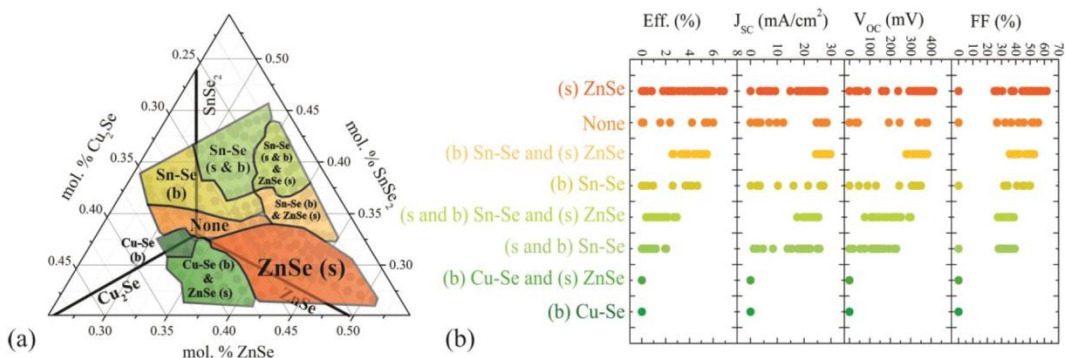 (a)
mol. % Cu2Se
0.25
0.30
0.35
0.40
0.45
0.50
0.45
0.40
0.35
0.30
mol. % SnSe2
0.30
0.35
0.40
0.45
0.50
mol. % ZnSe
SnSe2
Cu2Se
ZnSe
Sn-Se
(s & b)
Sn-Se
(s & b)
&
ZnSe (s)
Sn-Se
(b)
Sn-Se (b)
& ZnSe (s)
None
Cu-Se
(b)
Cu-Se (b)
&
ZnSe (s)
ZnSe (s)
(b)
Eff. (%)
JSC (mA/cm2)
VOC (mV)
FF (%)
0 2 4 6 8
0 10 20 30
0 100 200 300 400
0 10 20 30 40 50 60 70
(s) ZnSe
None
(b) Sn-Se and (s) ZnSe
(b) Sn-Se
(s and b) Sn-Se and (s) ZnSe
(s and b) Sn-Se
(b) Cu-Se and (s) ZnSe
(b) Cu-Se